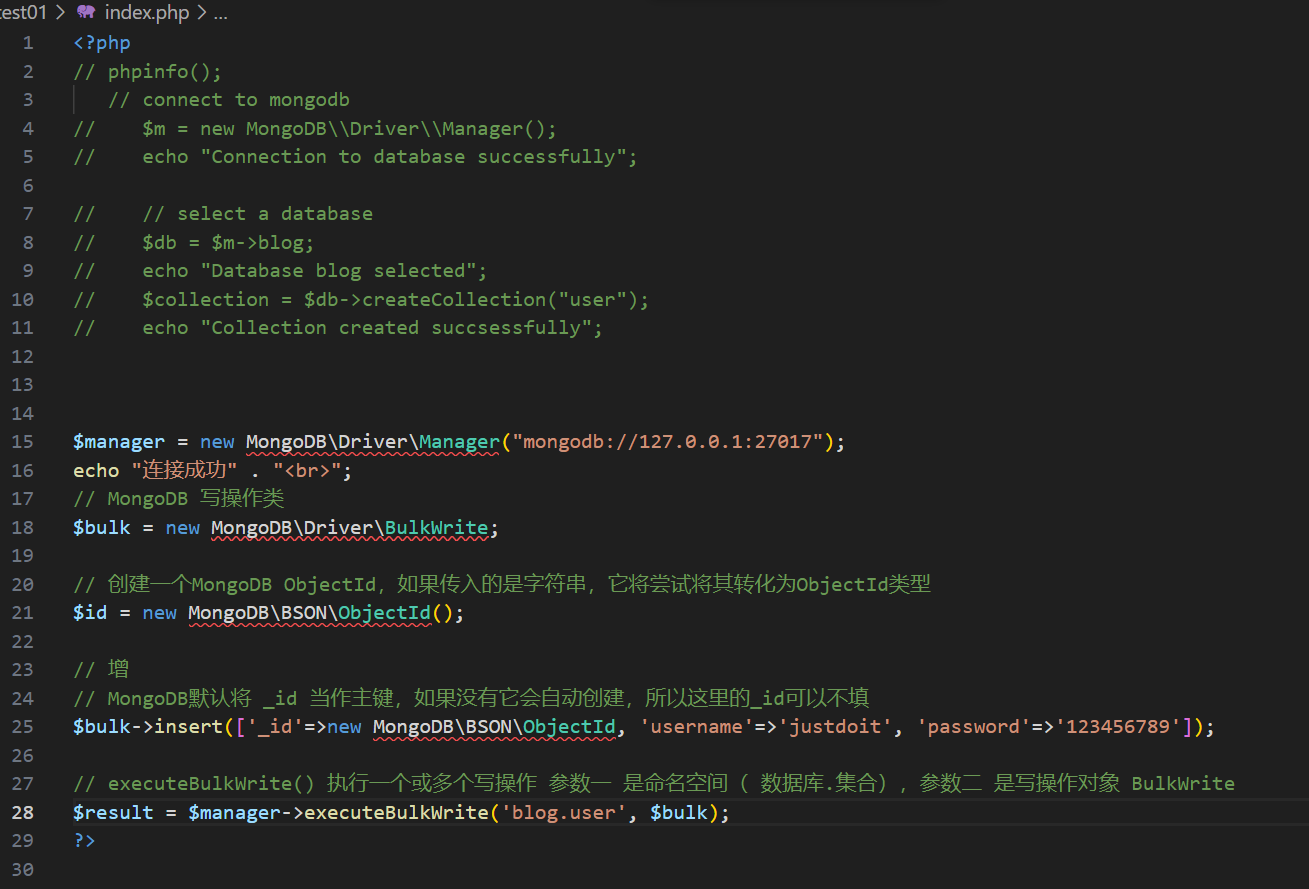 test01 > index.php > ...
1 <?php
2 // phpinfo();
3 // connect to mongodb
4 // $m = new MongoDB\\Driver\\Manager();
5 // echo "Connection to database successfully";
6
7 // // select a database
8 // $db = $m->blog;
9 // echo "Database blog selected";
10 // $collection = $db->createCollection("user");
11 // echo "Collection created succsessfully";
12
13
14
15 $manager = new MongoDB\Driver\Manager("mongodb://127.0.0.1:27017");
16 echo "连接成功" . "<br>";
17 // MongoDB 写操作类
18 $bulk = new MongoDB\Driver\BulkWrite;
19
20 // 创建一个MongoDB ObjectId，如果传入的是字符串，它将尝试将其转化为ObjectId类型
21 $id = new MongoDB\BSON\ObjectId();
22
23 // 增
24 // MongoDB默认将 _id 当作主键，如果没有它会自动创建，所以这里的_id可以不填
25 $bulk->insert(['_id'=>new MongoDB\BSON\ObjectId, 'username'=>'justdoit', 'password'=>'123456789']);
26
27 // executeBulkWrite() 执行一个或多个写操作 参数一 是命名空间（ 数据库.集合）, 参数二 是写操作对象 BulkWrite
28 $result = $manager->executeBulkWrite('blog.user', $bulk);
29 ?>
30